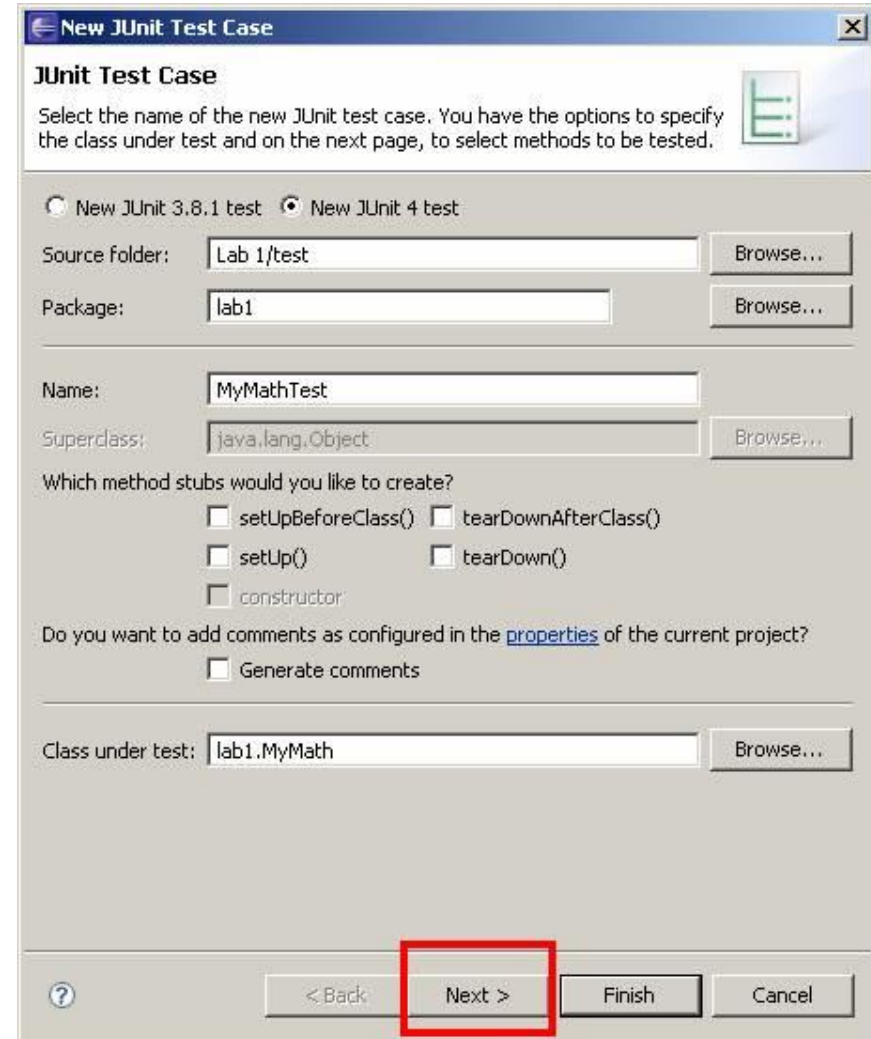 New JUnit Test Case
JUnit Test Case
Select the name of the new JUnit test case. You have the options to specify
the class under test and on the next page, to select methods to be tested.
New JUnit 3.8.1 test New JUnit 4 test
Source folder: Lab 1/test Browse...
Package: lab1 Browse...
Name: MyMathTest
Superclass: java.lang.Object Browse...
Which method stubs would you like to create?
setUpBeforeClass() tearDownAfterClass()
setUp() tearDown()
constructor
Do you want to add comments as configured in the properties of the current project?
Generate comments
Class under test: lab1.MyMath Browse...
? < Back Next > Finish Cancel